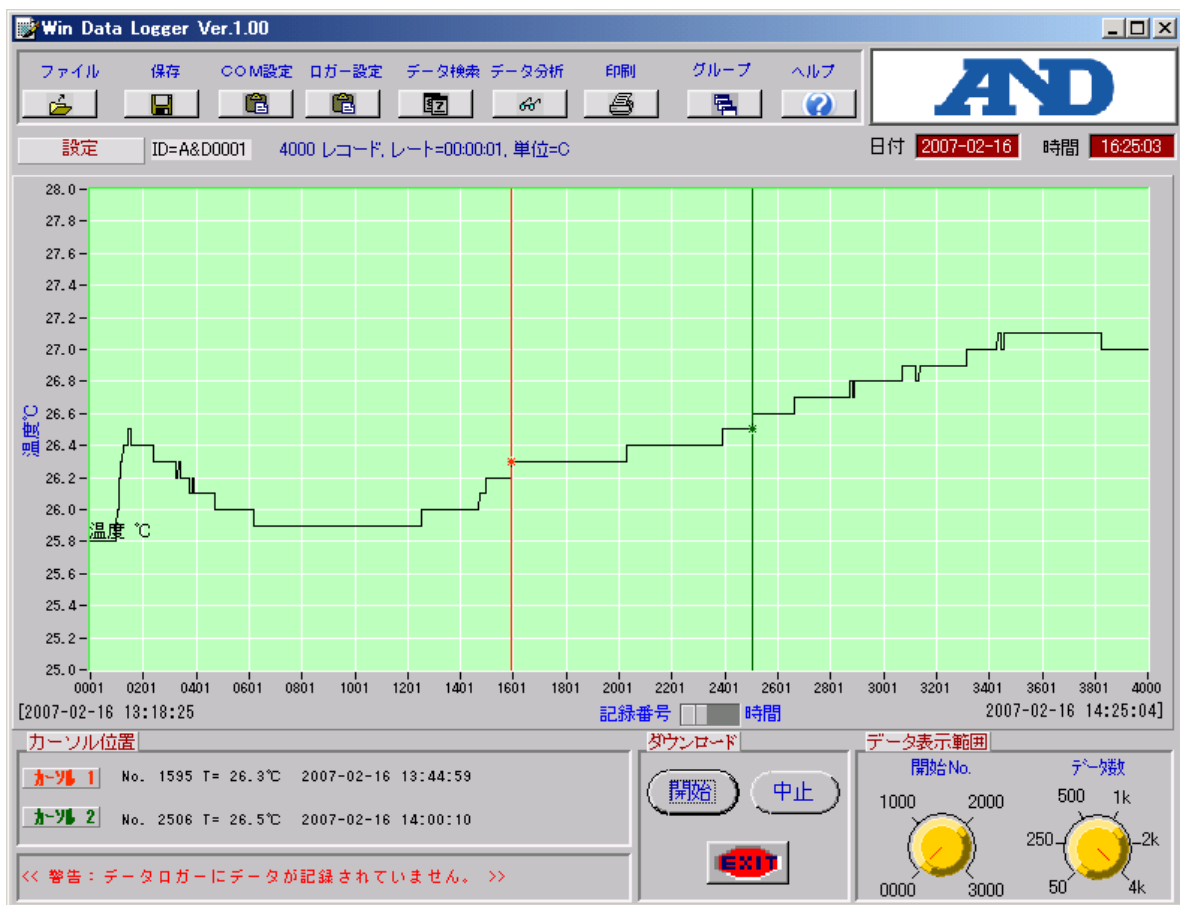 Win Data Logger Ver.1.00
ファイル 保存 COM設定 ロガー設定 データ検索 データ分析 印刷 グループ ヘルプ
AND
設定 ID=A&D0001 4000 レコード, レート=00:00:01, 単位=C 日付 2007-02-16 時間 16:25:03
28.0
27.8
27.6
27.4
27.2
27.0
26.8
26.6
26.4
26.2
26.0
25.8
25.6
25.4
25.2
25.0
温度℃
温度 ℃
0001 0201 0401 0601 0801 1001 1201 1401 1601 1801 2001 2201 2401 2601 2801 3001 3201 3401 3601 3801 4000
[2007-02-16 13:18:25 記録番号 時間 2007-02-16 14:25:04]
カーソル位置
カーソル 1 No. 1595 T= 26.3℃ 2007-02-16 13:44:59
カーソル 2 No. 2506 T= 26.5℃ 2007-02-16 14:00:10
<< 警告：データロガーにデータが記録されていません。 >>
ダウンロード
開始 中止
EXIT
データ表示範囲
開始No.
1000 2000
0000 3000
データ数
500 1k
250 2k
50 4k